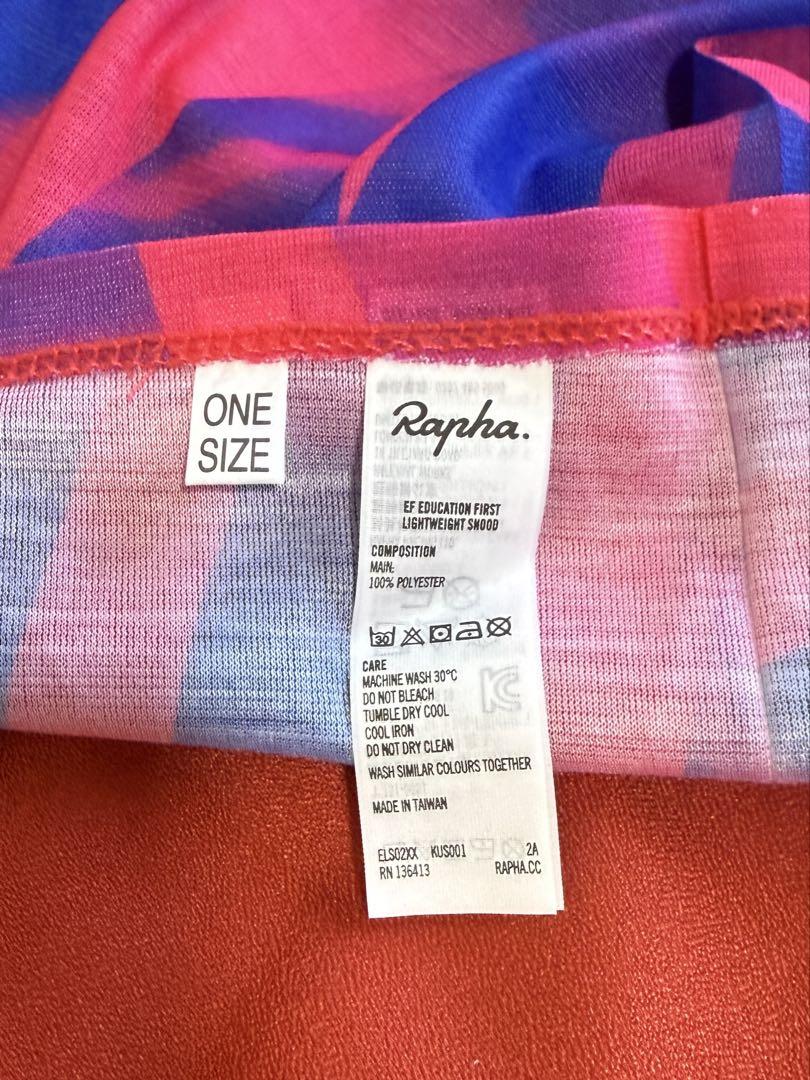 ONE
SIZE
Rapha.
EF EDUCATION FIRST
LIGHTWEIGHT SNOOD
COMPOSITION
MAIN:
100% POLYESTER
30
CARE
MACHINE WASH 30°C
DO NOT BLEACH
TUMBLE DRY COOL
COOL IRON
DO NOT DRY CLEAN
WASH SIMILAR COLOURS TOGETHER
MADE IN TAIWAN
ELS02XX KUS001 2A
RN 136413 RAPHA.CC